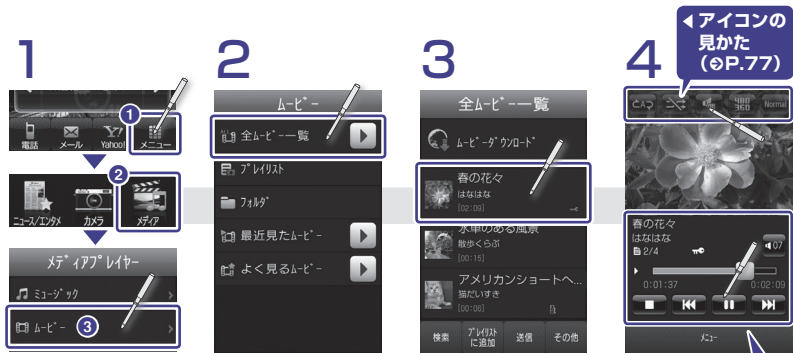 1
2
3
4
◀ アイコンの
見かた
(➲P.77)
電話
メール
Yahoo!
メニュー
1
2
ニュース/エンタメ
カメラ
メディア
メディアプレイヤー
ミュージック
ムービー
3
ムービー
全ムービー一覧
プレイリスト
フォルダ
最近見たムービー
よく見るムービー
全ムービー一覧
ムービーダウンロード
春の花々
はなはな
[02:09]
水車のある風景
散歩くらぶ
[00:15]
アメリカンショートヘ...
猫だいすき
[00:06]
検索
プレイリスト
に追加
送信
その他
Normal
春の花々
はなはな
2/4
07
0:01:37
0:02:09
メニュー